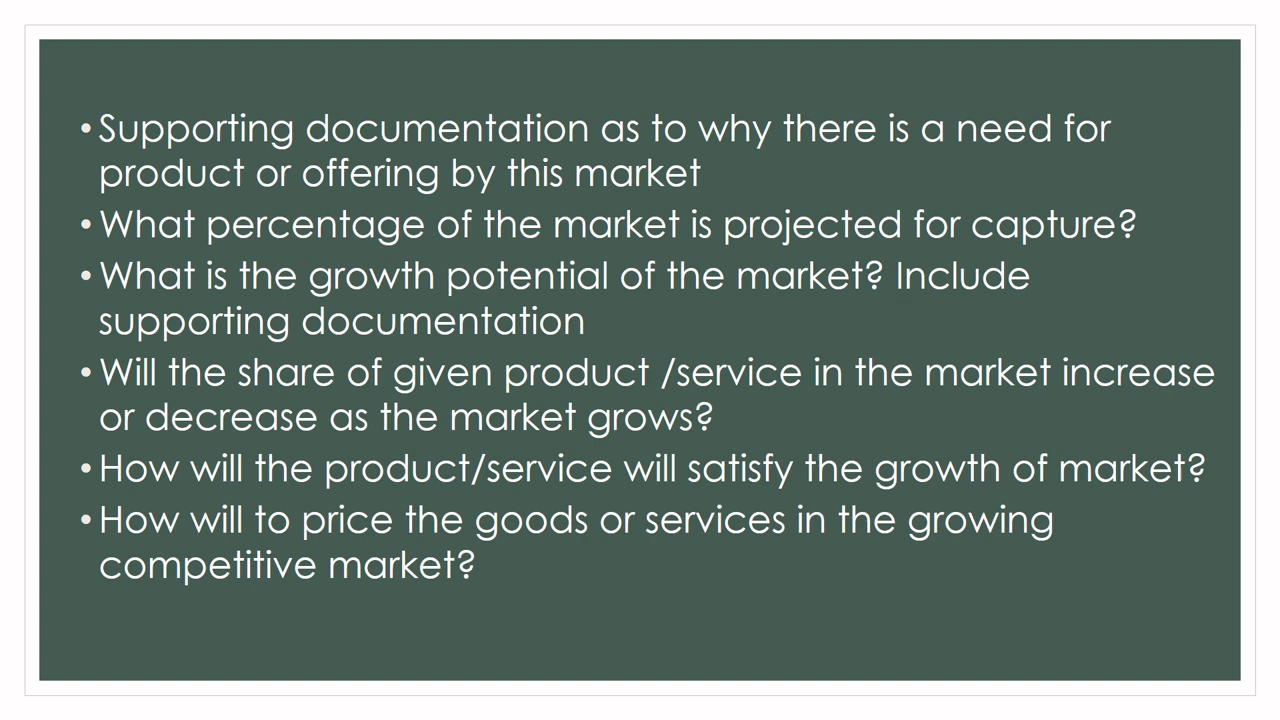 • Supporting documentation as to why there is a need for
product or offering by this market
• What percentage of the market is projected for capture?
• What is the growth potential of the market? Include
supporting documentation
• Will the share of given product /service in the market increase
or decrease as the market grows?
• How will the product/service will satisfy the growth of market?
• How will to price the goods or services in the growing
competitive market?